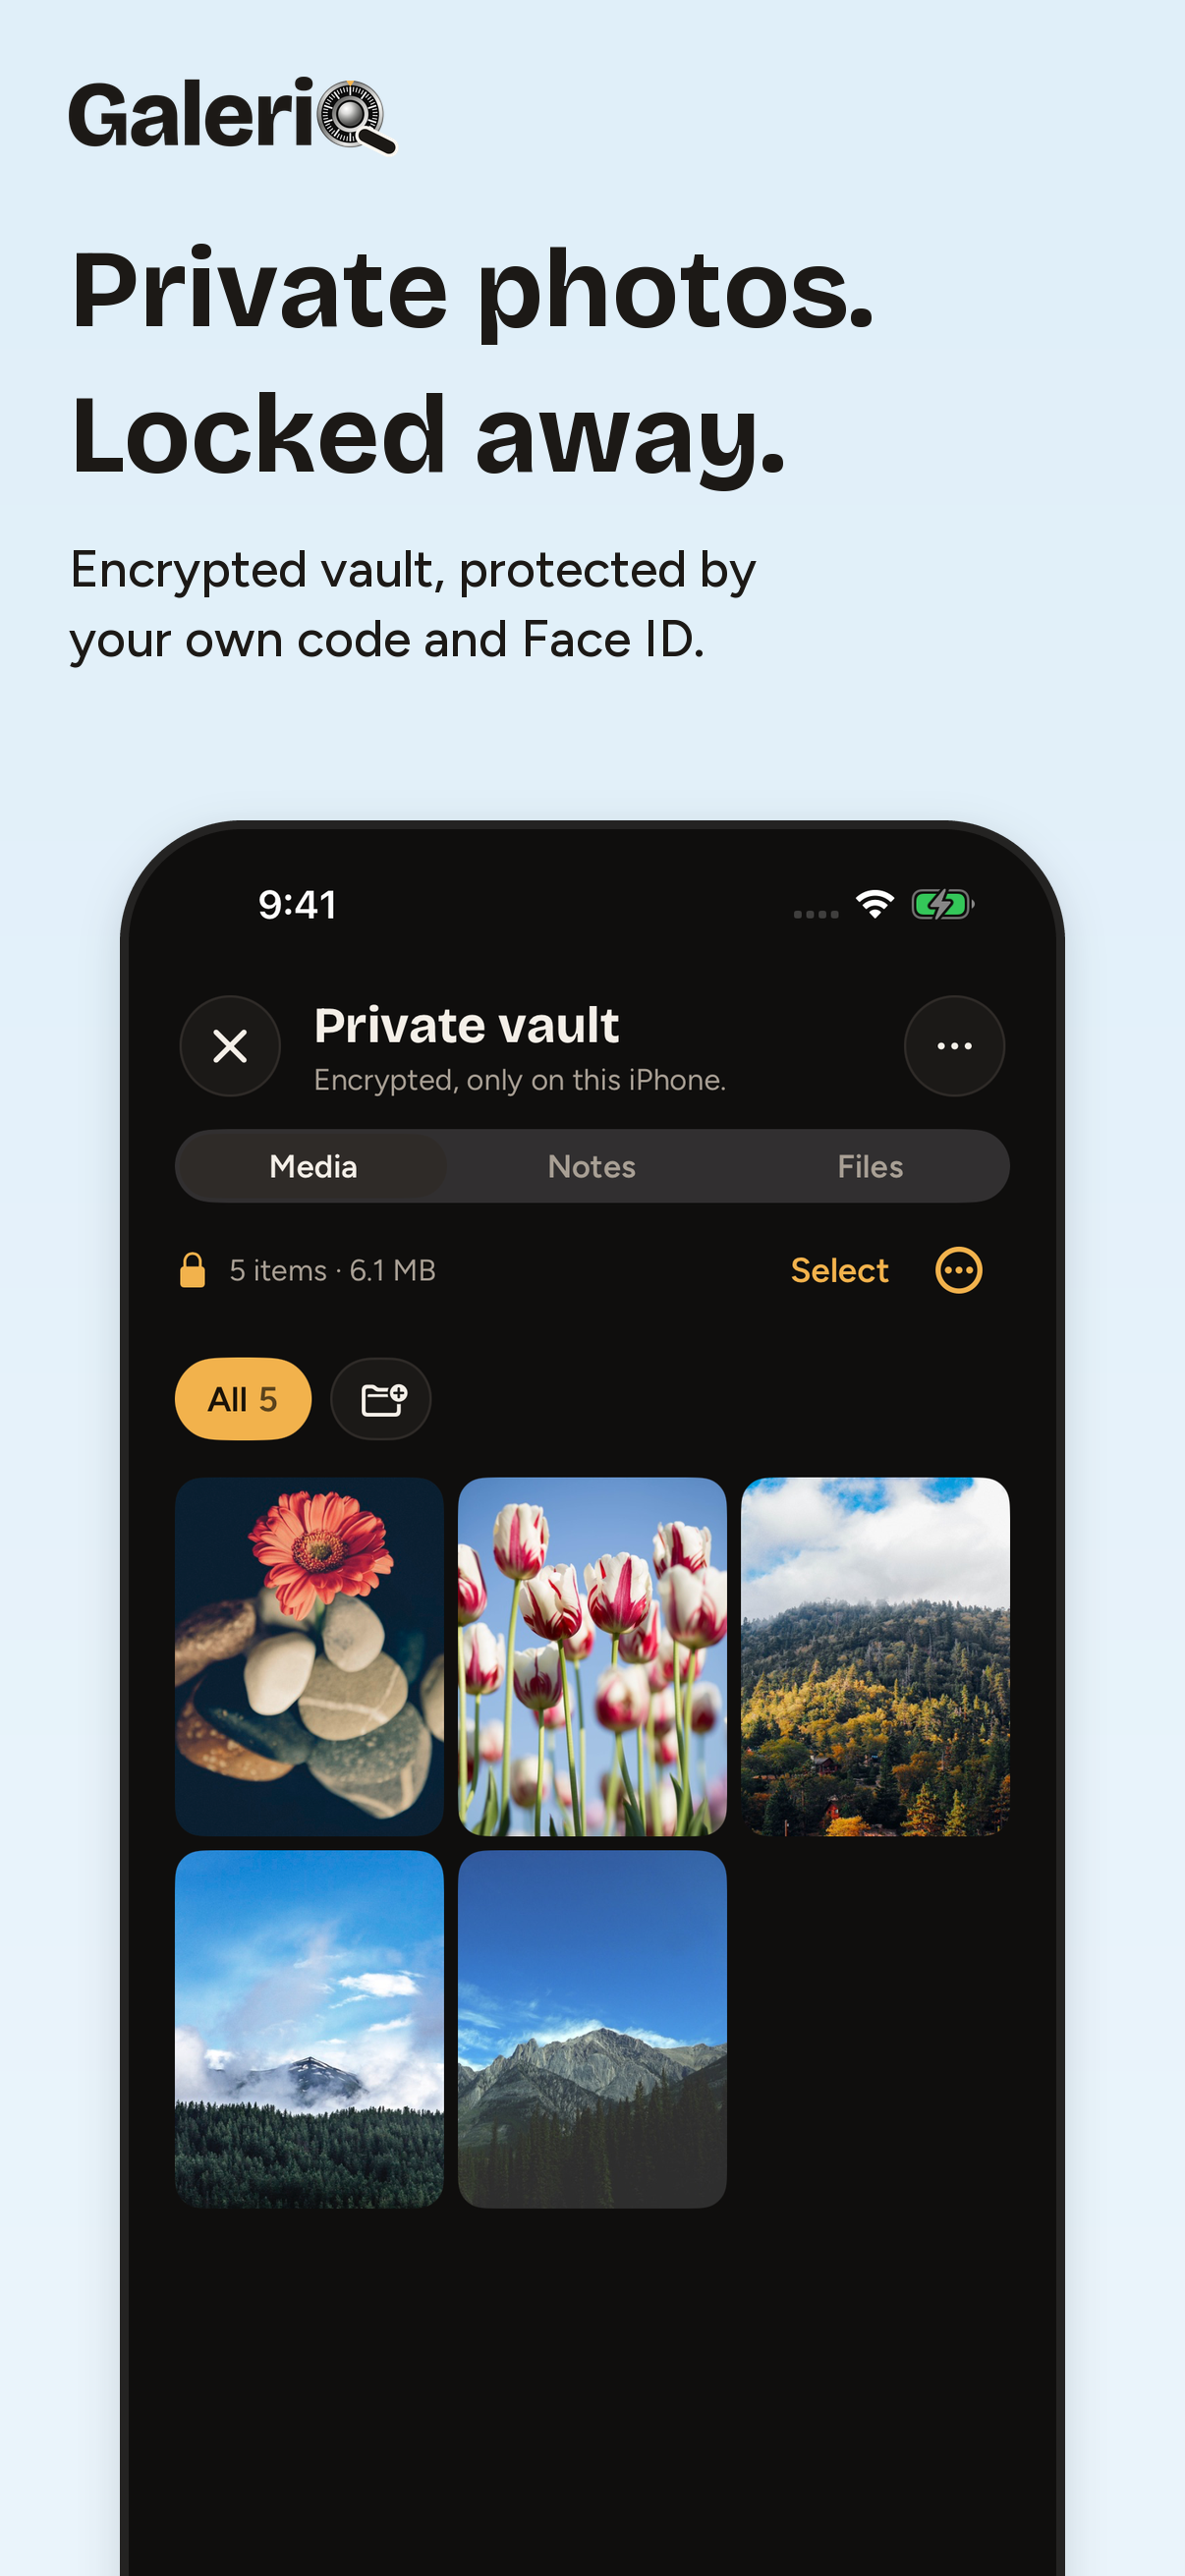 GaleriQ
Private photos.
Locked away.
Encrypted vault, protected by
your own code and Face ID.
9:41
Private vault
Encrypted, only on this iPhone.
Media Notes Files
5 items · 6.1 MB Select
All 5